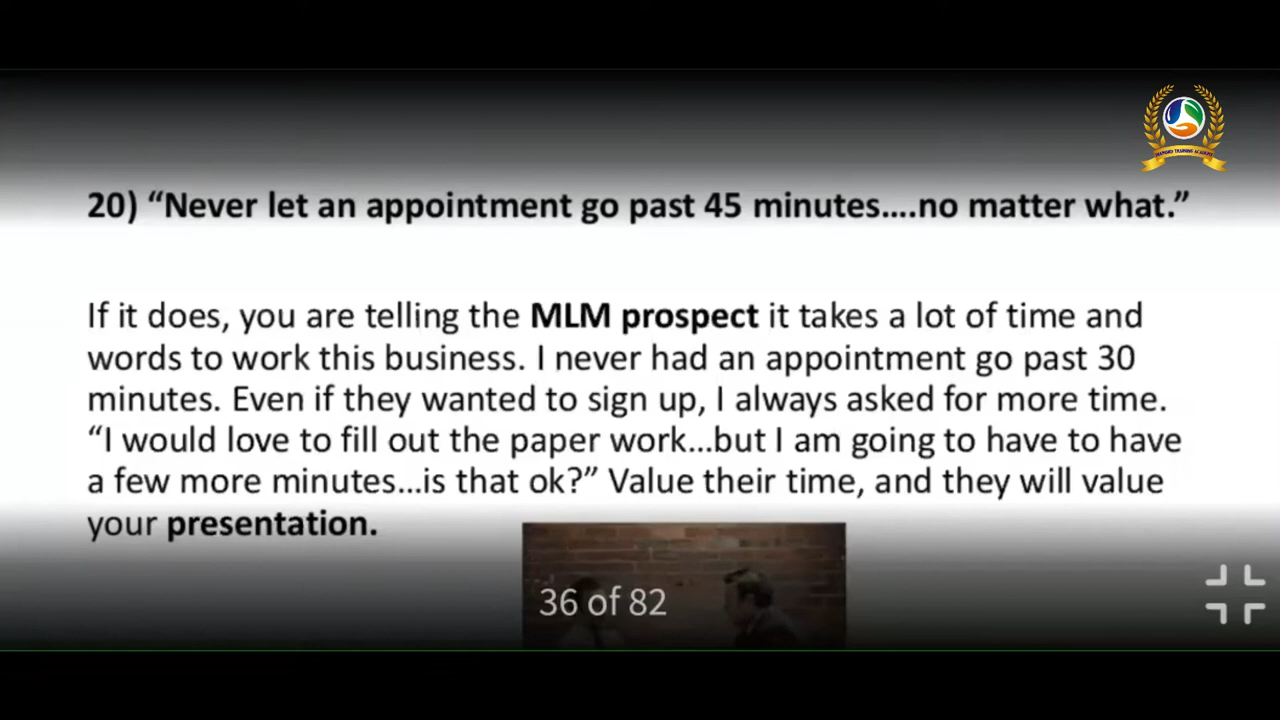 20) “Never let an appointment go past 45 minutes....no matter what.”
If it does, you are telling the MLM prospect it takes a lot of time and
words to work this business. I never had an appointment go past 30
minutes. Even if they wanted to sign up, I always asked for more time.
“I would love to fill out the paper work...but I am going to have to have
a few more minutes...is that ok?” Value their time, and they will value
your presentation.
36 of 82